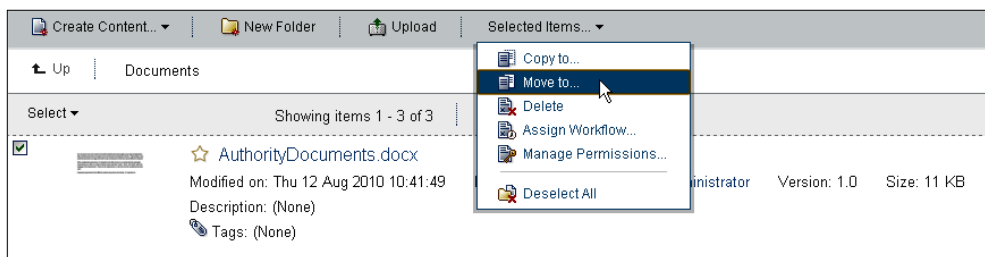 Create Content... New Folder Upload Selected Items...
Up Documents
Copy to...
Move to...
Delete
Assign Workflow...
Manage Permissions...
Deselect All
Select Showing items 1 - 3 of 3
AuthorityDocuments.docx
Modified on: Thu 12 Aug 2010 10:41:49 Version: 1.0 Size: 11 KB
Description: (None)
Tags: (None)